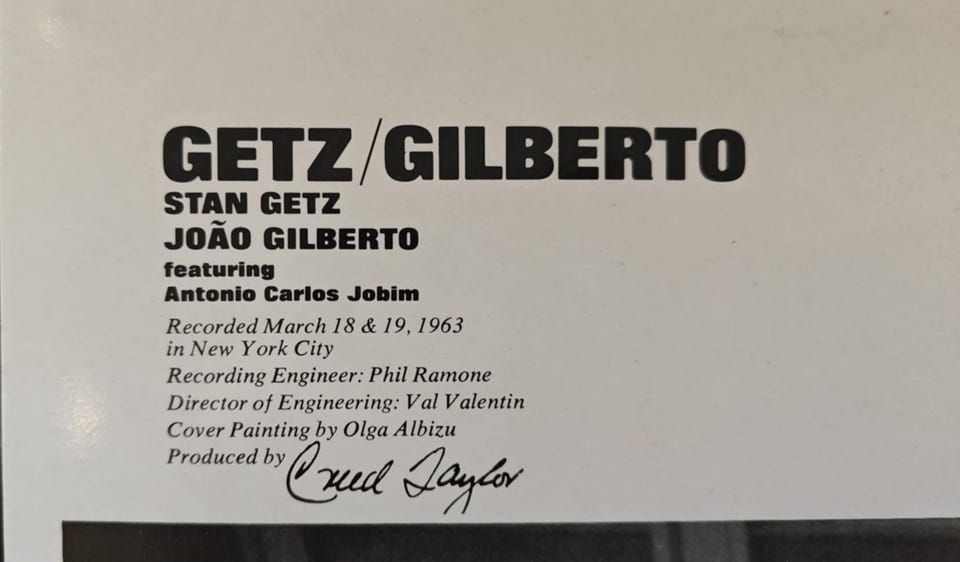 GETZ/GILBERTO
STAN GETZ
JOÃO GILBERTO
featuring
Antonio Carlos Jobim
Recorded March 18 & 19, 1963
in New York City
Recording Engineer: Phil Ramone
Director of Engineering: Val Valentin
Cover Painting by Olga Albizu
Produced by Creed Taylor